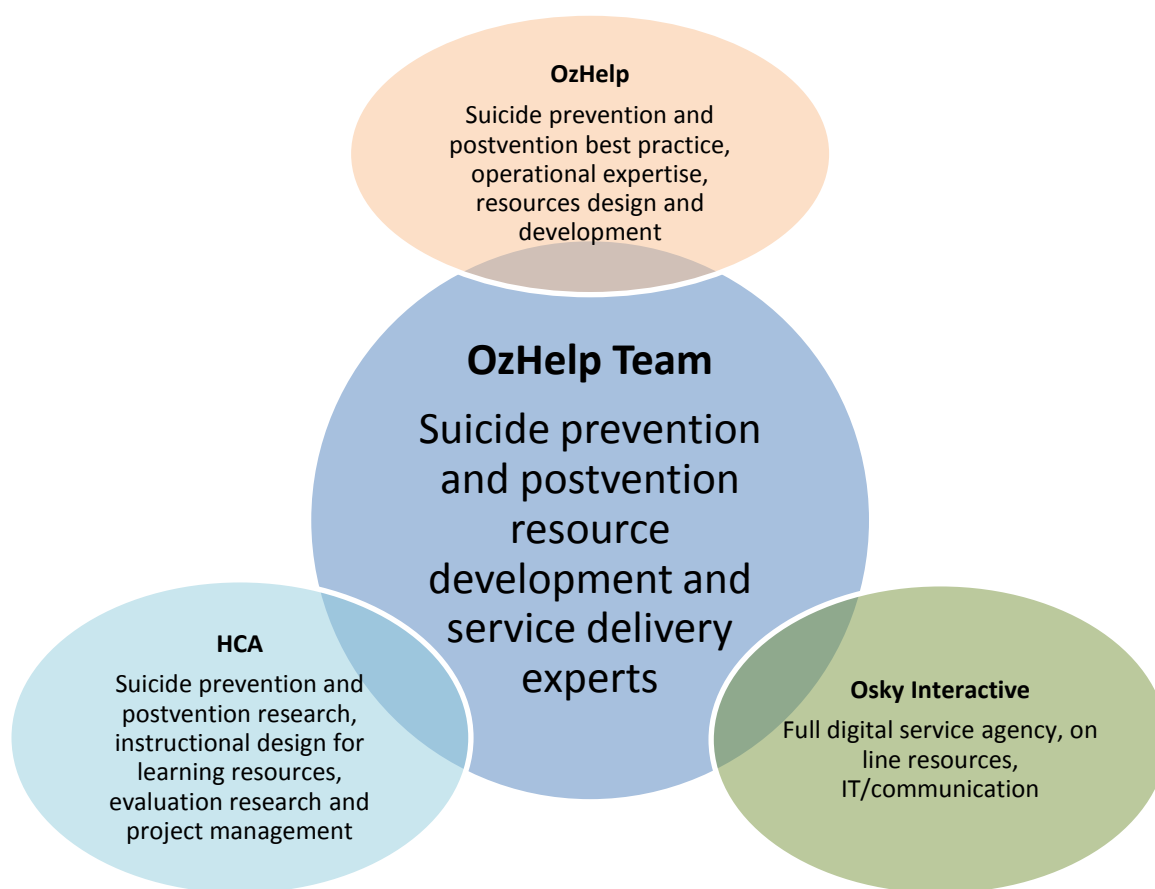 OzHelp
Suicide prevention and
postvention best practice,
operational expertise,
resources design and
development
OzHelp Team
Suicide prevention
and postvention
resource
development and
service delivery
experts
HCA
Suicide prevention and
postvention research,
instructional design for
learning resources,
evaluation research and
project management
Osky Interactive
Full digital service agency, on
line resources,
IT/communication